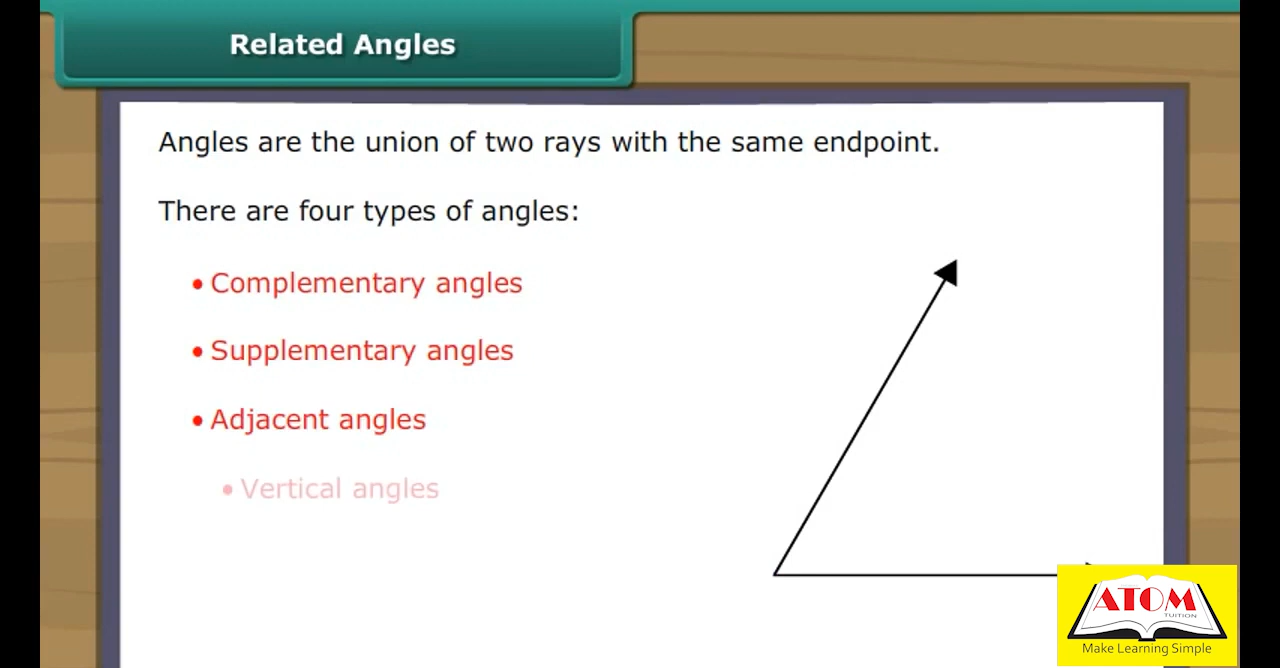 Related Angles
Angles are the union of two rays with the same endpoint.
There are four types of angles:
• Complementary angles
• Supplementary angles
• Adjacent angles
• Vertical angles
ATOM
TUITION
Make Learning Simple